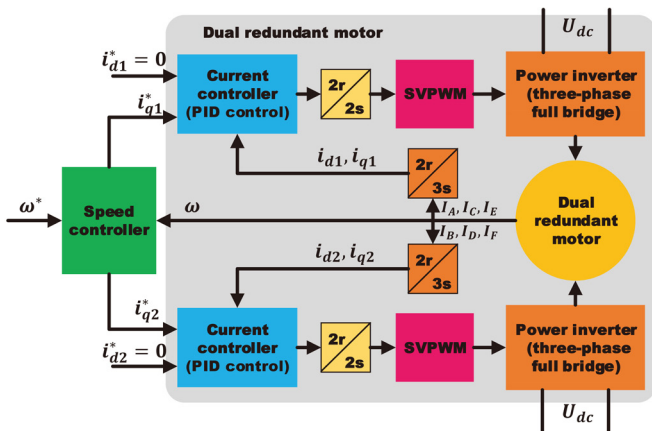 Dual redundant motor
U_dc
i*_d1 = 0
Current
controller
(PID control)
2r
2s
SVPWM
Power inverter
(three-phase
full bridge)
i*_q1
i_d1, i_q1
2r
3s
ω*
Speed
controller
ω
I_A, I_C, I_E
I_B, I_D, I_F
Dual
redundant
motor
i_d2, i_q2
2r
3s
i*_q2
i*_d2 = 0
Current
controller
(PID control)
2r
2s
SVPWM
Power inverter
(three-phase
full bridge)
U_dc